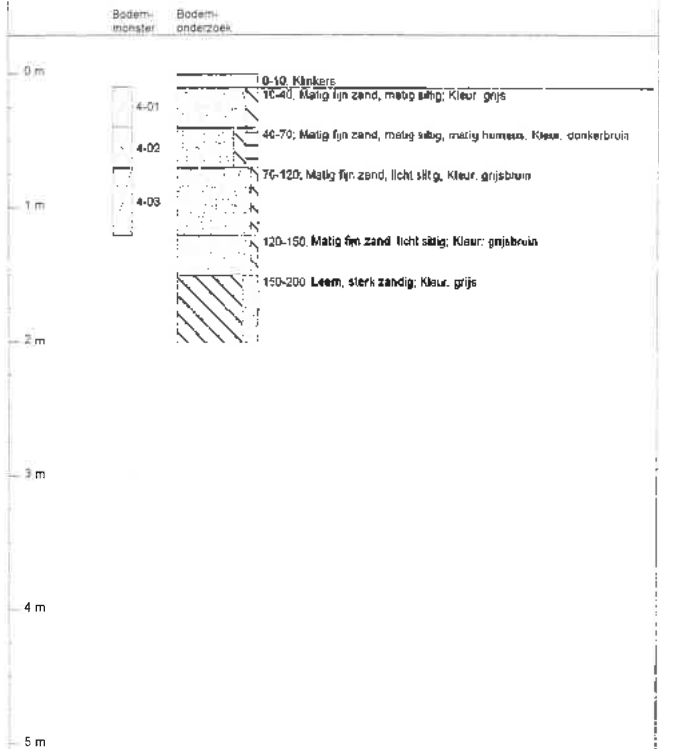 Bodem- Bodem-
monster onderzoek
0 m
0-10, Klinkers
10-40, Matig fijn zand, matig siltig; Kleur: grijs
4-01
40-70; Matig fijn zand, matig siltig, matig humeus, Kleur: donkerbruin
4-02
70-120; Matig fijn zand, licht siltig, Kleur: grijsbruin
4-03
1 m
120-150, Matig fijn zand, licht siltig; Kleur: grijsbruin
150-200 Leem, sterk zandig; Kleur: grijs
2 m
3 m
4 m
5 m